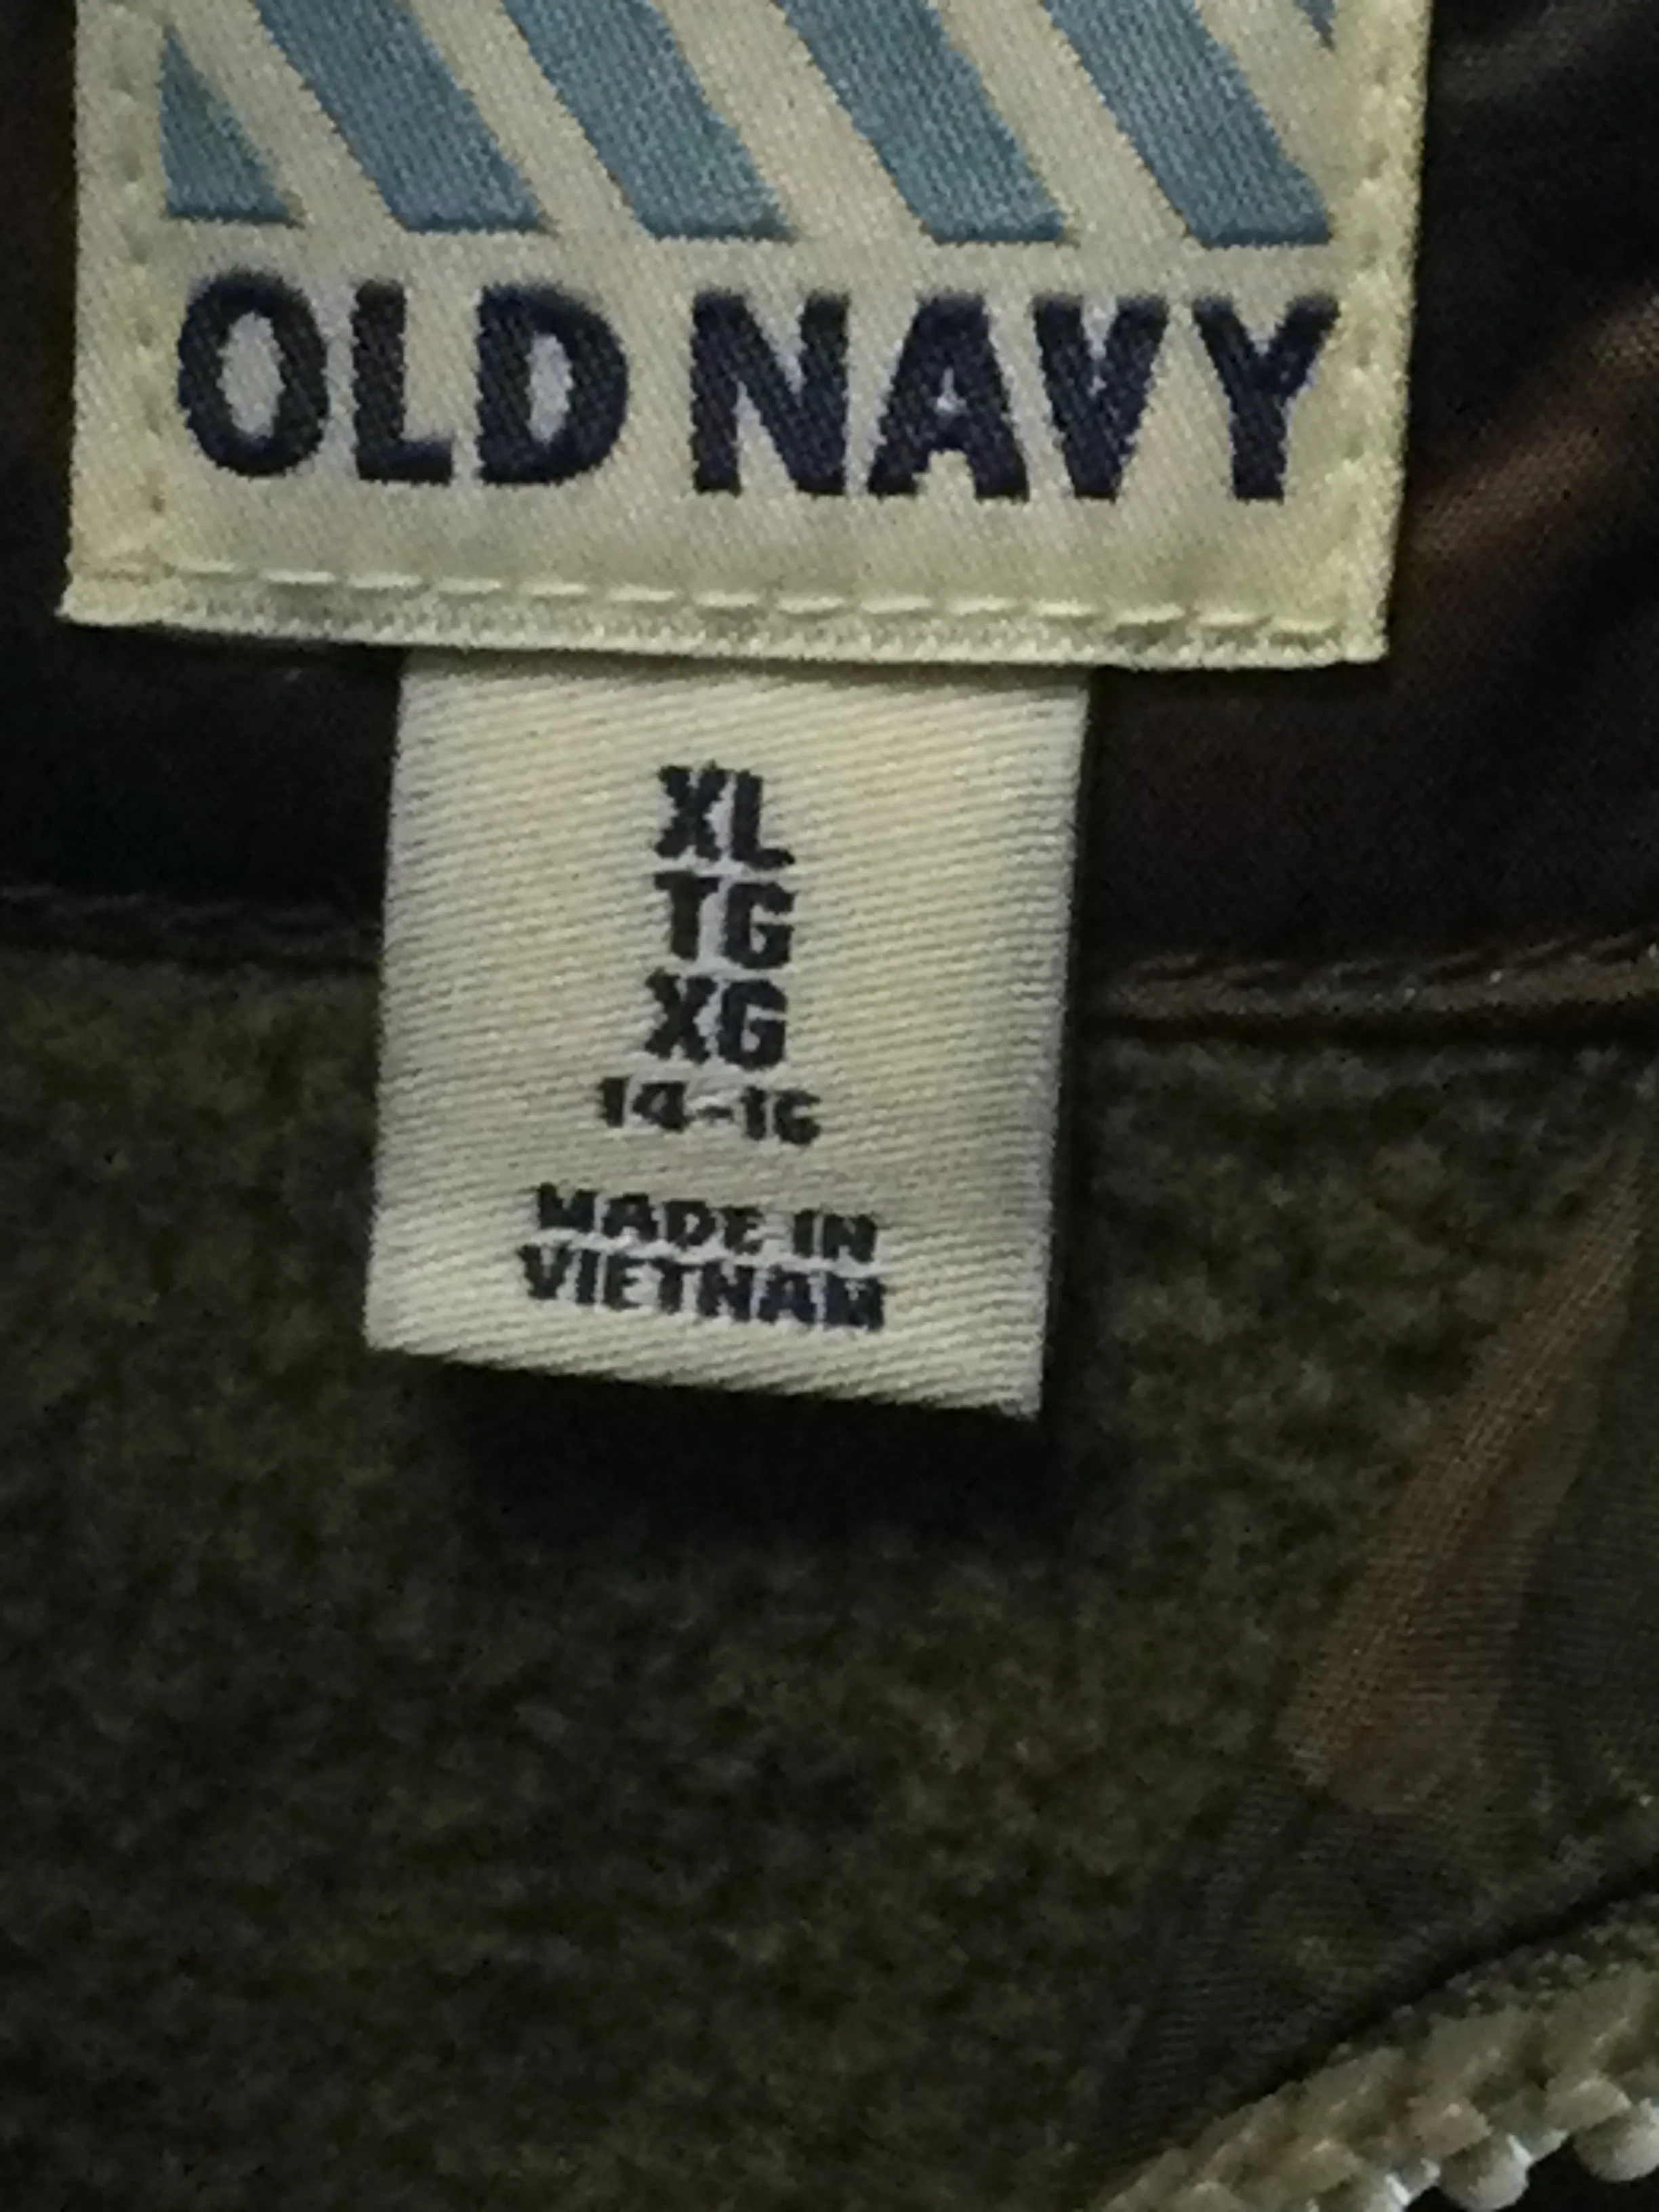 OLD NAVY
XL
TG
XG
14-16
MADE IN
VIETNAM